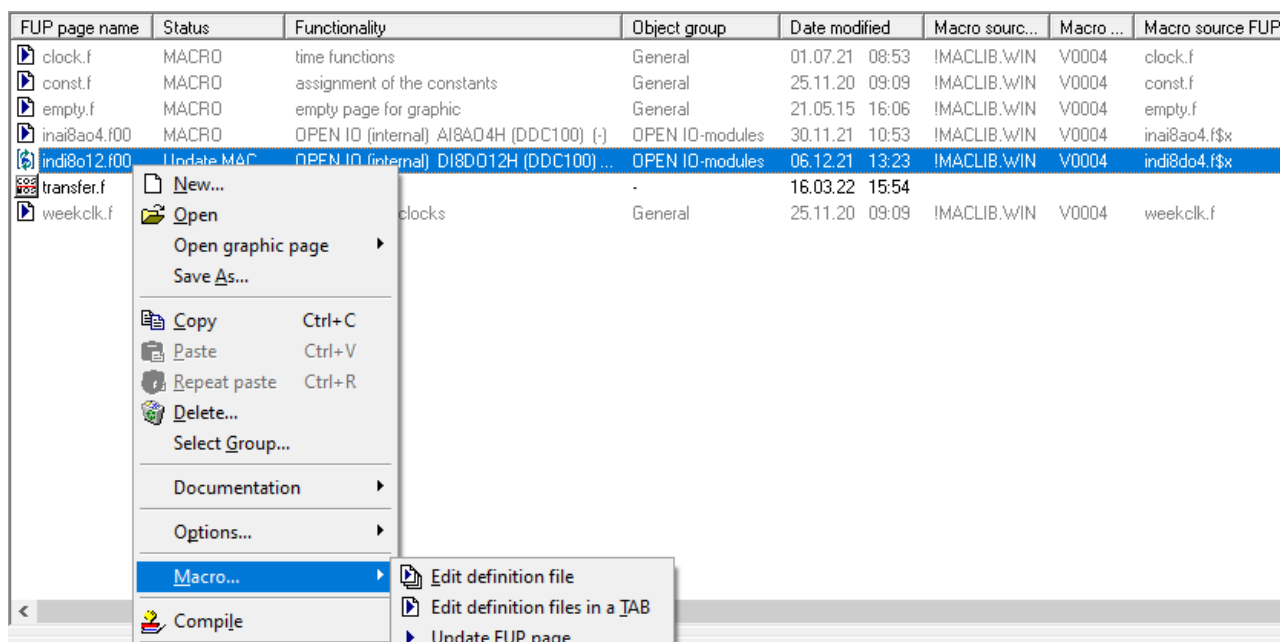 FUP page name Status Functionality Object group Date modified Macro sourc... Macro ... Macro source FUP
clock.f MACRO time functions General 01.07.21 08:53 !MACLIB.WIN V0004 clock.f
const.f MACRO assignment of the constants General 25.11.20 09:09 !MACLIB.WIN V0004 const.f
empty.f MACRO empty page for graphic General 21.05.15 16:06 !MACLIB.WIN V0004 empty.f
inai8ao4.f00 MACRO OPEN IO (internal) AI8AO4H (DDC100) (-) OPEN IO-modules 30.11.21 10:53 !MACLIB.WIN V0004 inai8ao4.f$x
indi8o12.f00 Update MAC... OPEN IO (internal) DI8DO12H (DDC100) ... OPEN IO-modules 06.12.21 13:23 !MACLIB.WIN V0004 indi8do4.f$x
transfer.f - 16.03.22 15:54
weekclk.f clocks General 25.11.20 09:09 !MACLIB.WIN V0004 weekclk.f
New...
Open
Open graphic page
Save As...
Copy Ctrl+C
Paste Ctrl+V
Repeat paste Ctrl+R
Delete...
Select Group...
Documentation
Options...
Macro...
Edit definition file
Edit definition files in a TAB
Compile
Update FUP page